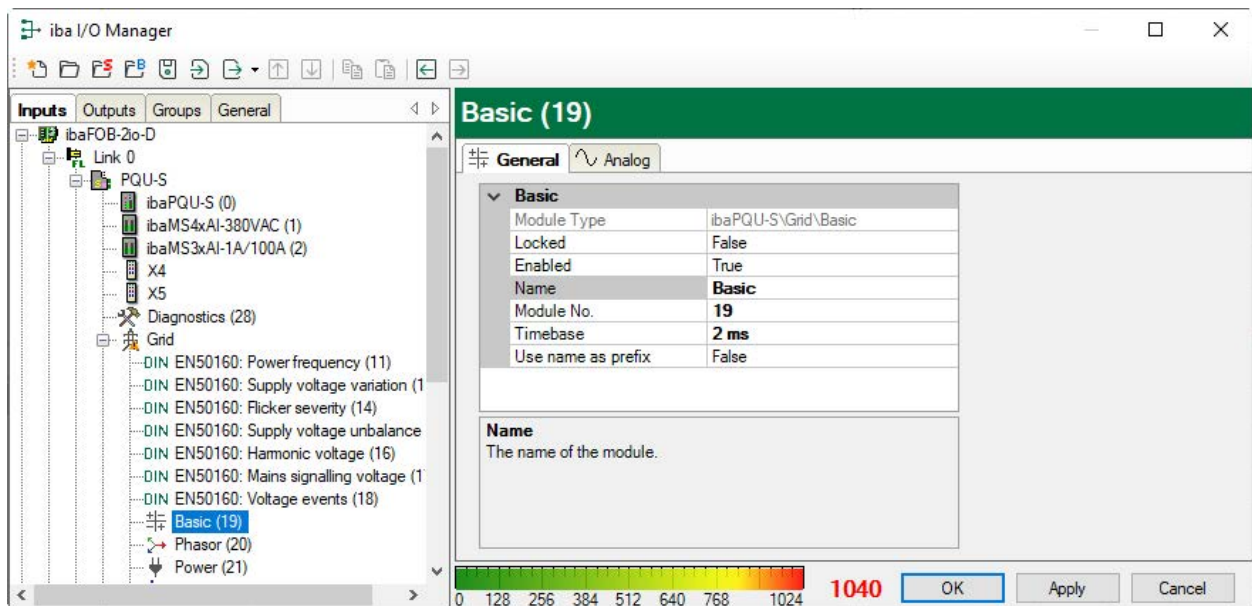 iba I/O Manager
Inputs Outputs Groups General
ibaFOB-2io-D
Link 0
PQU-S
ibaPQU-S (0)
ibaMS4xAI-380VAC (1)
ibaMS3xAI-1A/100A (2)
X4
X5
Diagnostics (28)
Grid
DIN EN50160: Power frequency (11)
DIN EN50160: Supply voltage variation (1
DIN EN50160: Flicker severity (14)
DIN EN50160: Supply voltage unbalance
DIN EN50160: Harmonic voltage (16)
DIN EN50160: Mains signalling voltage (1
DIN EN50160: Voltage events (18)
Basic (19)
Phasor (20)
Power (21)
Basic (19)
General Analog
Basic
Module Type ibaPQU-S\Grid\Basic
Locked False
Enabled True
Name Basic
Module No. 19
Timebase 2 ms
Use name as prefix False
Name
The name of the module.
0 128 256 384 512 640 768 1024
1040 OK Apply Cancel